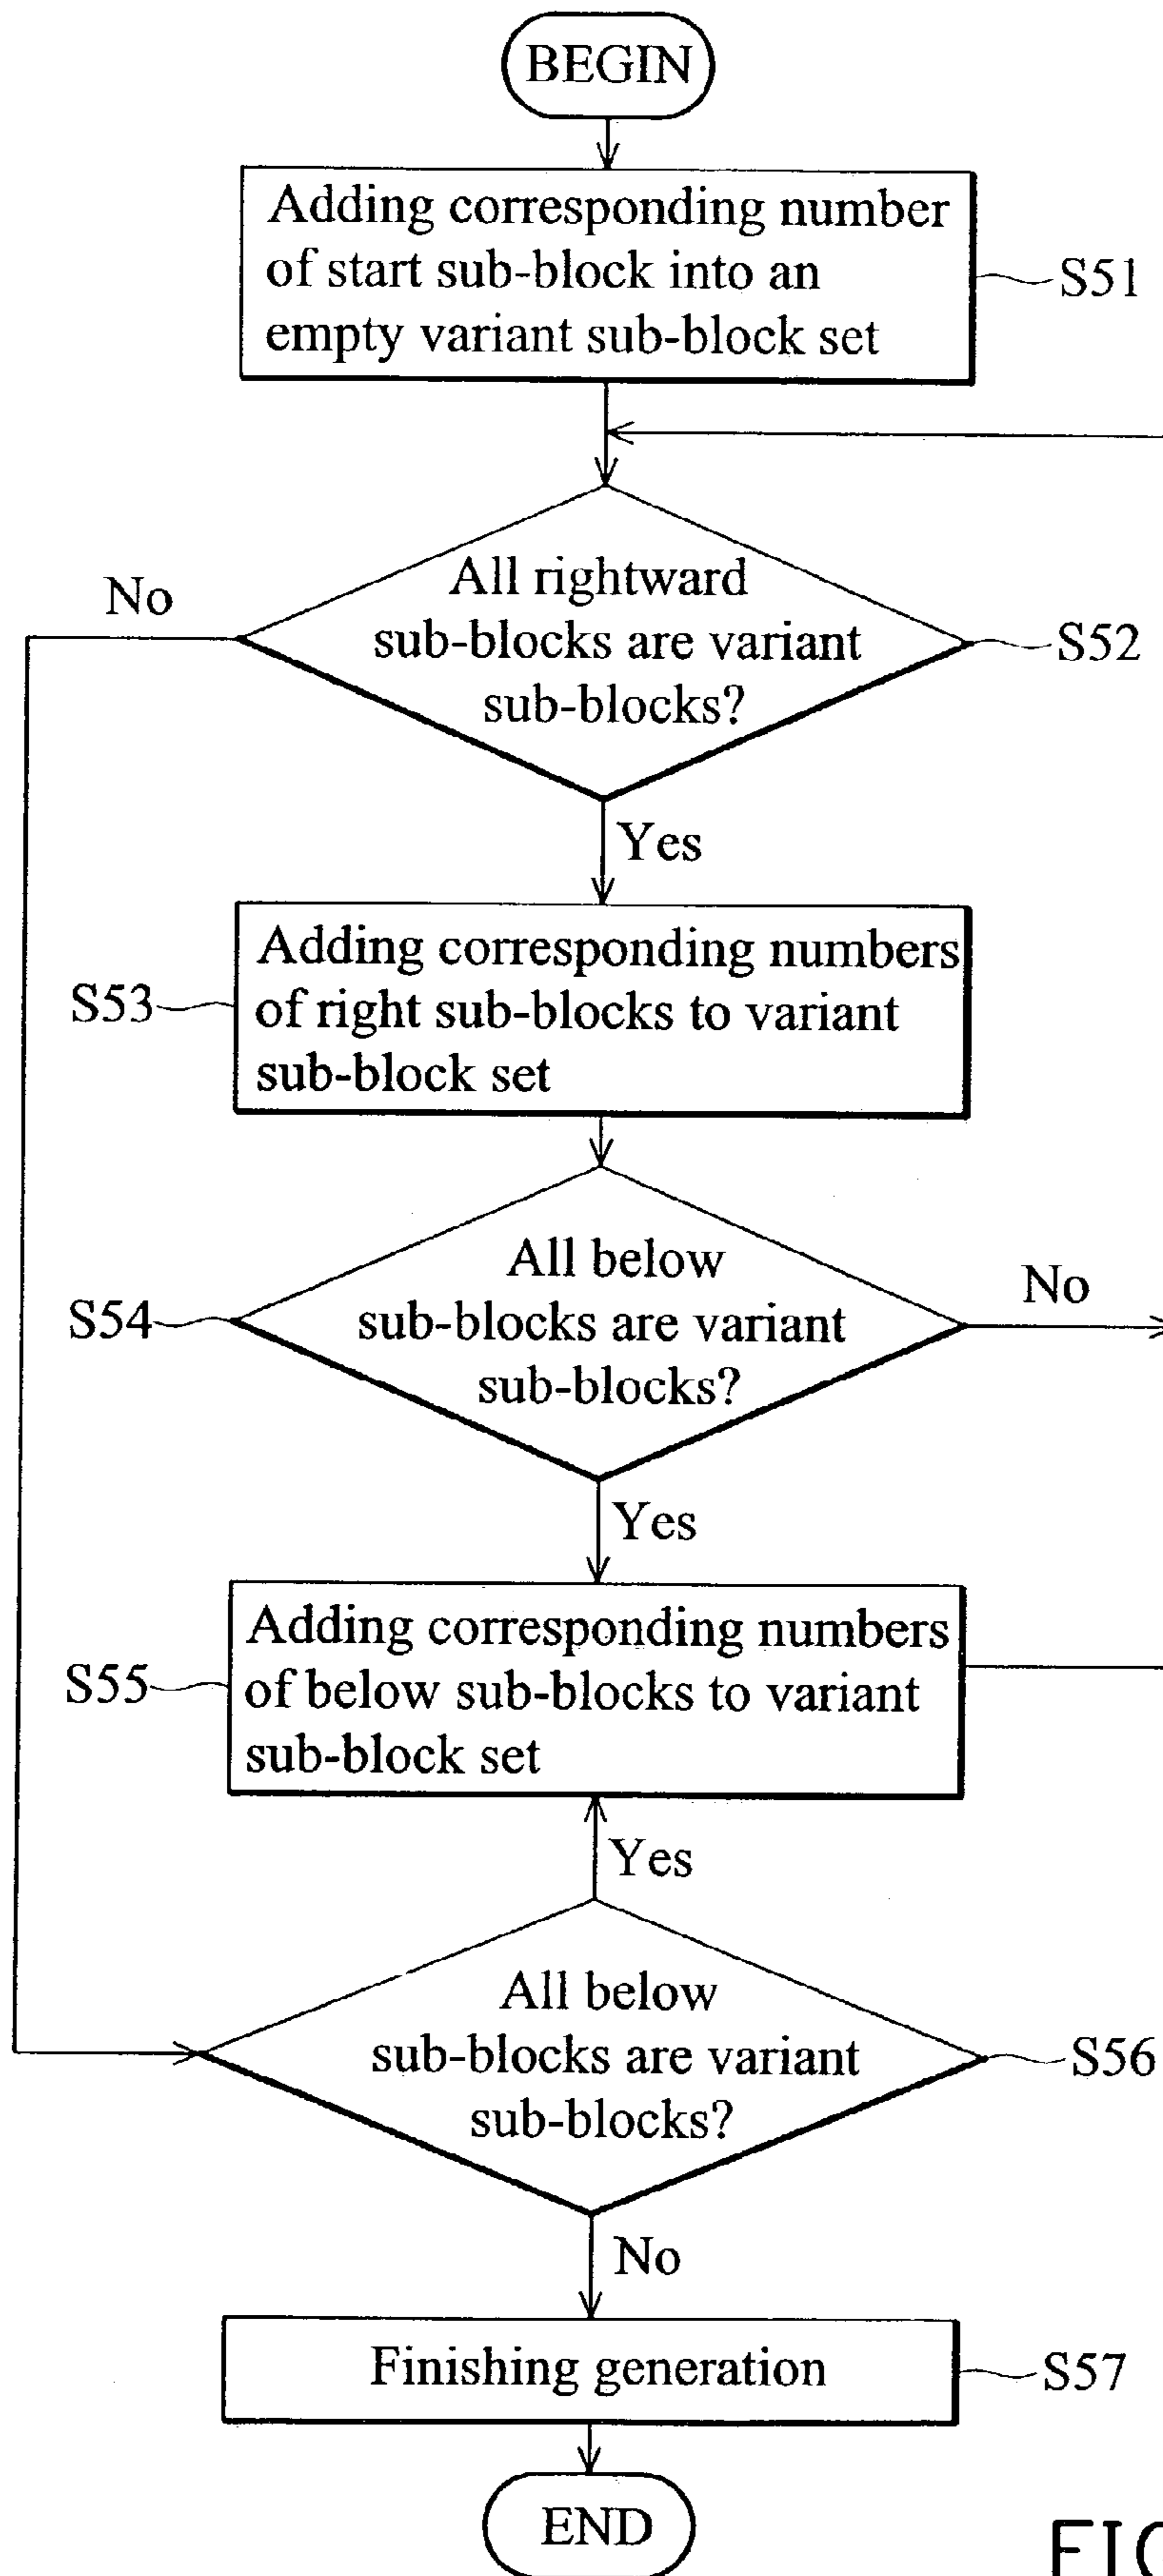 BEGIN
Adding corresponding number
of start sub-block into an
empty variant sub-block set
S51
No
All rightward
sub-blocks are variant
sub-blocks?
S52
Yes
Adding corresponding numbers
of right sub-blocks to variant
sub-block set
S53
All below
sub-blocks are variant
sub-blocks?
S54
No
Yes
Adding corresponding numbers
of below sub-blocks to variant
sub-block set
S55
Yes
All below
sub-blocks are variant
sub-blocks?
S56
No
Finishing generation
S57
END